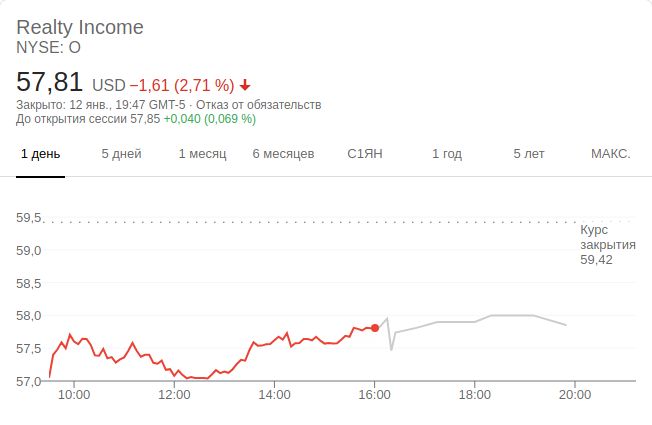 Realty Income
NYSE: O
57,81 USD −1,61 (2,71 %)
Закрыто: 12 янв., 19:47 GMT-5 · Отказ от обязательств
До открытия сессии 57,85 +0,040 (0,069 %)
1 день 5 дней 1 месяц 6 месяцев С1ЯН 1 год 5 лет МАКС.
59,5
Курс
закрытия
59,42
59,0
58,5
58,0
57,5
57,0
10:00 12:00 14:00 16:00 18:00 20:00